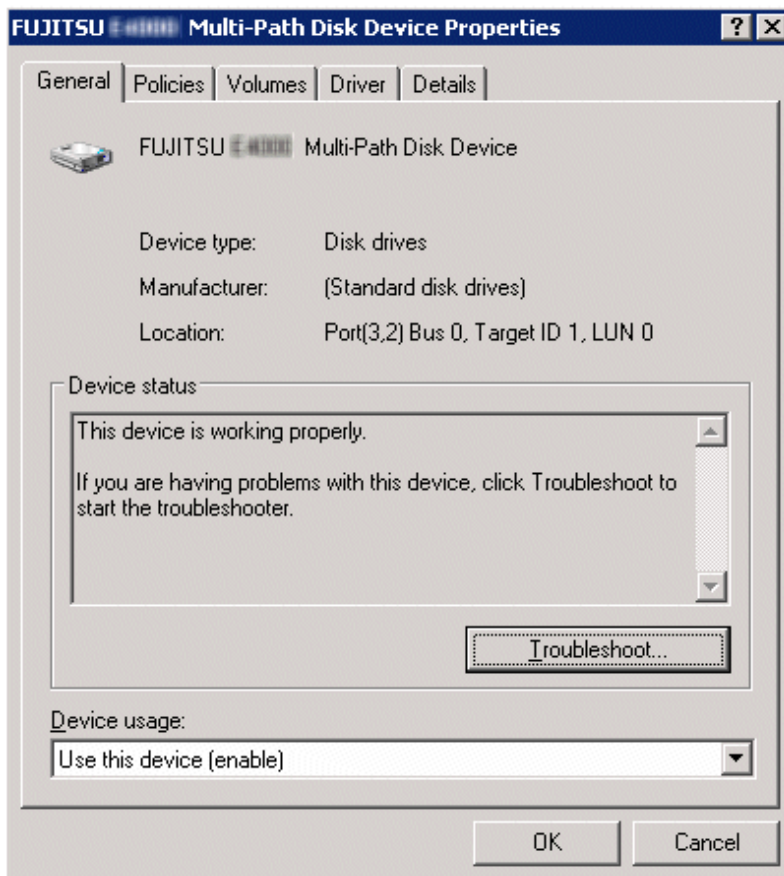 FUJITSU Multi-Path Disk Device Properties
General Policies Volumes Driver Details
FUJITSU Multi-Path Disk Device
Device type: Disk drives
Manufacturer: (Standard disk drives)
Location: Port(3,2) Bus 0, Target ID 1, LUN 0
Device status
This device is working properly.
If you are having problems with this device, click Troubleshoot to
start the troubleshooter.
Troubleshoot...
Device usage:
Use this device (enable)
OK Cancel